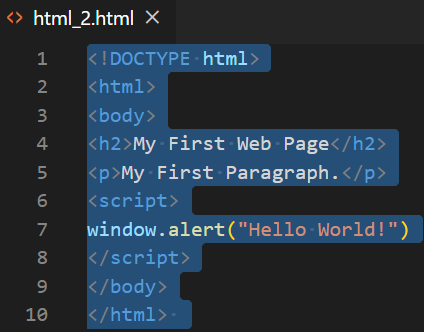 <> html_2.html ×
1 <!DOCTYPE html>
2 <html>
3 <body>
4 <h2>My First Web Page</h2>
5 <p>My First Paragraph.</p>
6 <script>
7 window.alert("Hello World!")
8 </script>
9 </body>
10 </html>